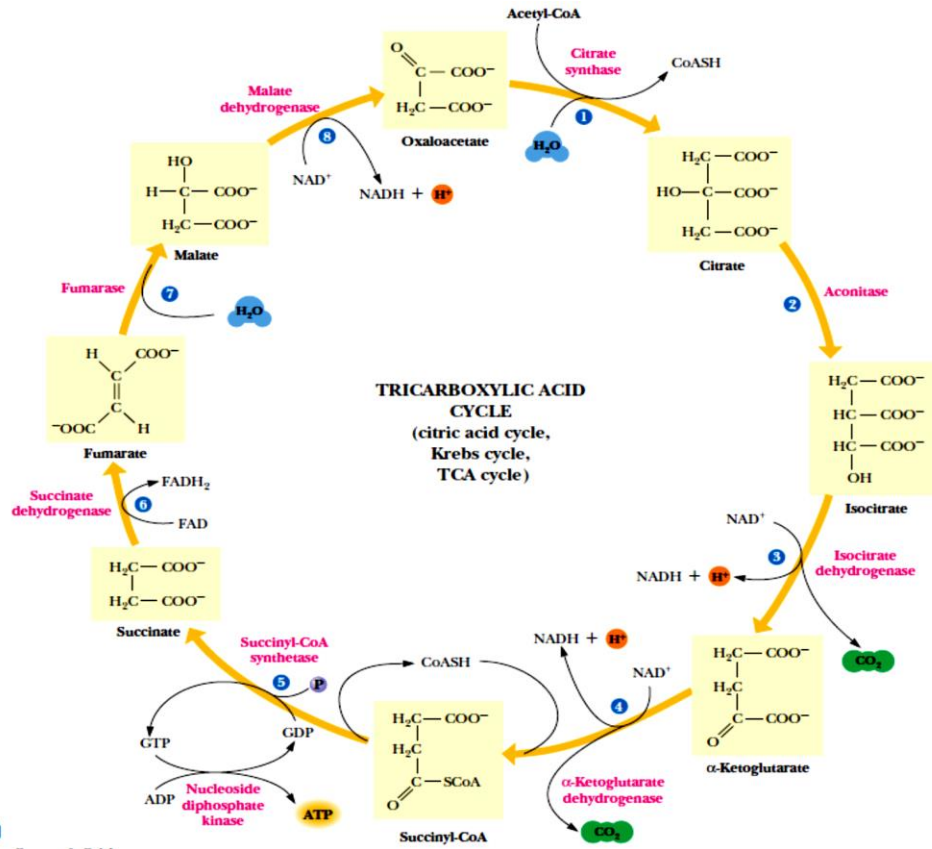 Acetyl-CoA
Citrate
synthase
CoASH
1
H₂O
O
C — COO⁻
H₂C — COO⁻
Oxaloacetate
H₂C — COO⁻
HO — C — COO⁻
H₂C — COO⁻
Citrate
Aconitase
2
H₂C — COO⁻
HC — COO⁻
HC — COO⁻
OH
Isocitrate
NAD⁺
3
Isocitrate
dehydrogenase
NADH + H⁺
CO₂
H₂C — COO⁻
H₂C
C — COO⁻
O
α-Ketoglutarate
NADH + H⁺
NAD⁺
4
α-Ketoglutarate
dehydrogenase
CO₂
CoASH
H₂C — COO⁻
H₂C
C — SCoA
O
Succinyl-CoA
Succinyl-CoA
synthetase
5
P
GTP
GDP
ADP
Nucleoside
diphosphate
kinase
ATP
H₂C — COO⁻
H₂C — COO⁻
Succinate
Succinate
dehydrogenase
6
FADH₂
FAD
H
COO⁻
C
C
⁻OOC
H
Fumarate
Fumarase
7
H₂O
HO
H — C — COO⁻
H₂C — COO⁻
Malate
Malate
dehydrogenase
8
NAD⁺
NADH + H⁺
TRICARBOXYLIC ACID
CYCLE
(citric acid cycle,
Krebs cycle,
TCA cycle)